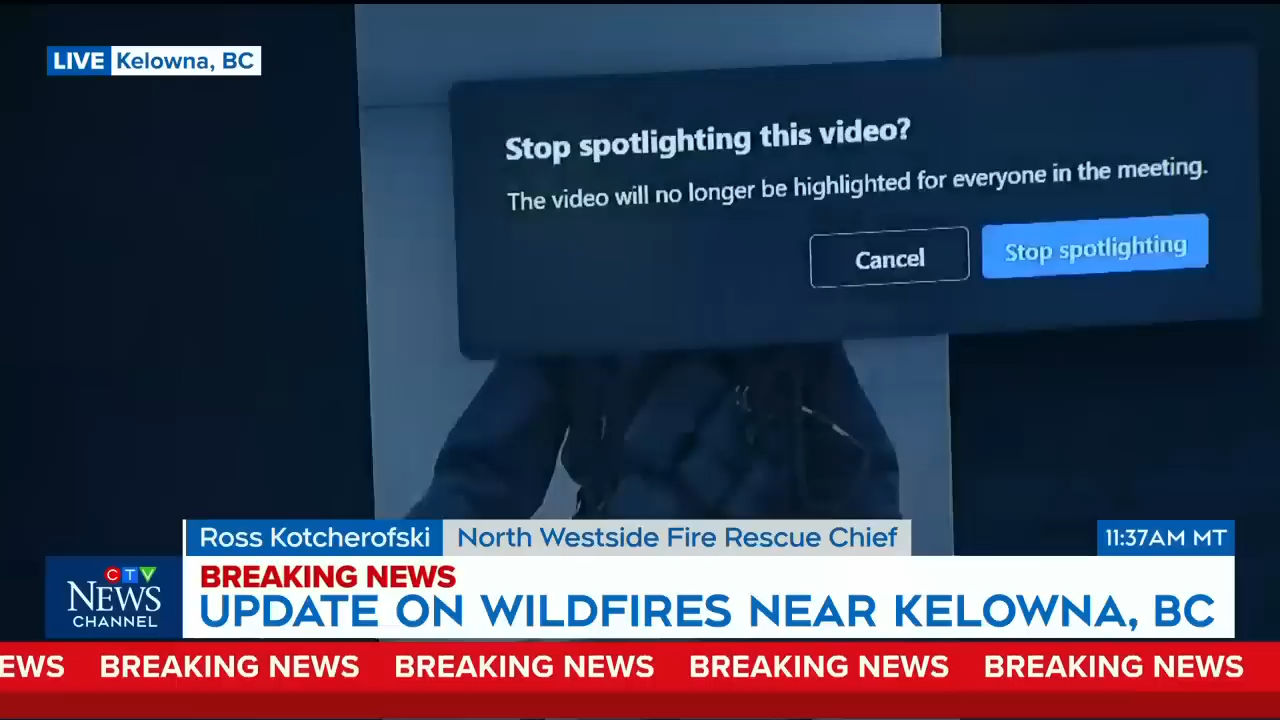 LIVE Kelowna, BC
Stop spotlighting this video?
The video will no longer be highlighted for everyone in the meeting.
Cancel Stop spotlighting
Ross Kotcherofski North Westside Fire Rescue Chief 11:37AM MT
CTV
NEWS
CHANNEL
BREAKING NEWS
UPDATE ON WILDFIRES NEAR KELOWNA, BC
EWS BREAKING NEWS BREAKING NEWS BREAKING NEWS BREAKING NEWS